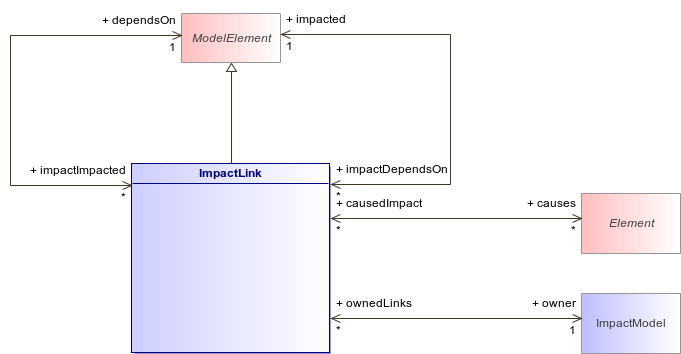 + dependsOn
+ impacted
ModelElement
1
1
+ impactImpacted
*
ImpactLink
+ impactDependsOn
*
+ causedImpact
*
+ causes
*
Element
+ ownedLinks
*
+ owner
1
ImpactModel